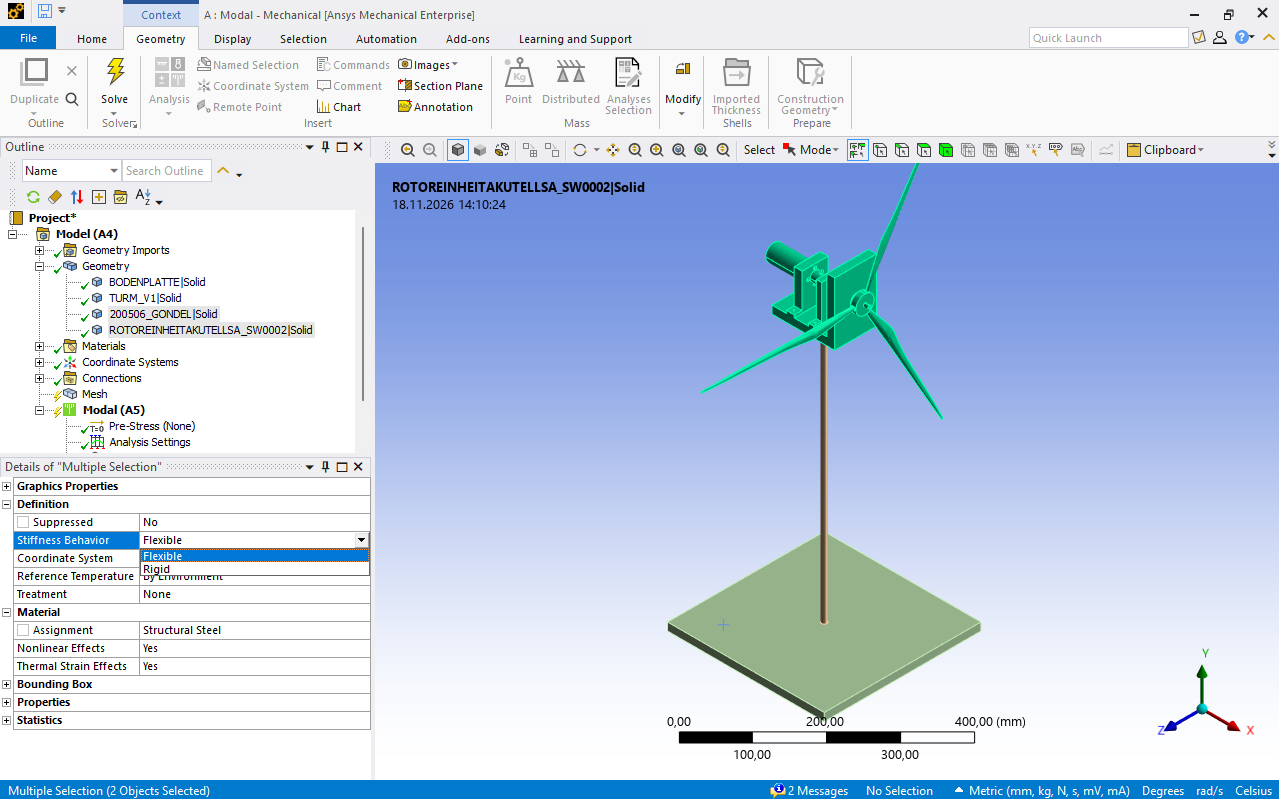 Context
A : Modal - Mechanical [Ansys Mechanical Enterprise]
File Home Geometry Display Selection Automation Add-ons Learning and Support Quick Launch
Duplicate
Outline
Solve
Solver
Analysis
Named Selection
Coordinate System
Remote Point
Commands
Comment
Chart
Images
Section Plane
Annotation
Insert
Kg
Point
Distributed
Analyses
Selection
Mass
Modify
Imported
Thickness
Shells
Construction
Geometry
Prepare
Outline
Name Search Outline
Project*
Model (A4)
Geometry Imports
Geometry
BODENPLATTE|Solid
TURM_V1|Solid
200506_GONDEL|Solid
ROTOREINHEITAKUTELLSA_SW0002|Solid
Materials
Coordinate Systems
Connections
Mesh
Modal (A5)
T=0 Pre-Stress (None)
Analysis Settings
Details of "Multiple Selection"
Graphics Properties
Definition
Suppressed No
Stiffness Behavior Flexible
Coordinate System Flexible
Rigid
Reference Temperature By Environment
Treatment None
Material
Assignment Structural Steel
Nonlinear Effects Yes
Thermal Strain Effects Yes
Bounding Box
Properties
Statistics
Select Mode Clipboard
ROTOREINHEITAKUTELLSA_SW0002|Solid
18.11.2026 14:10:24
0,00 200,00 400,00 (mm)
100,00 300,00
Y
Z X
Multiple Selection (2 Objects Selected) 2 Messages No Selection Metric (mm, kg, N, s, mV, mA) Degrees rad/s Celsius